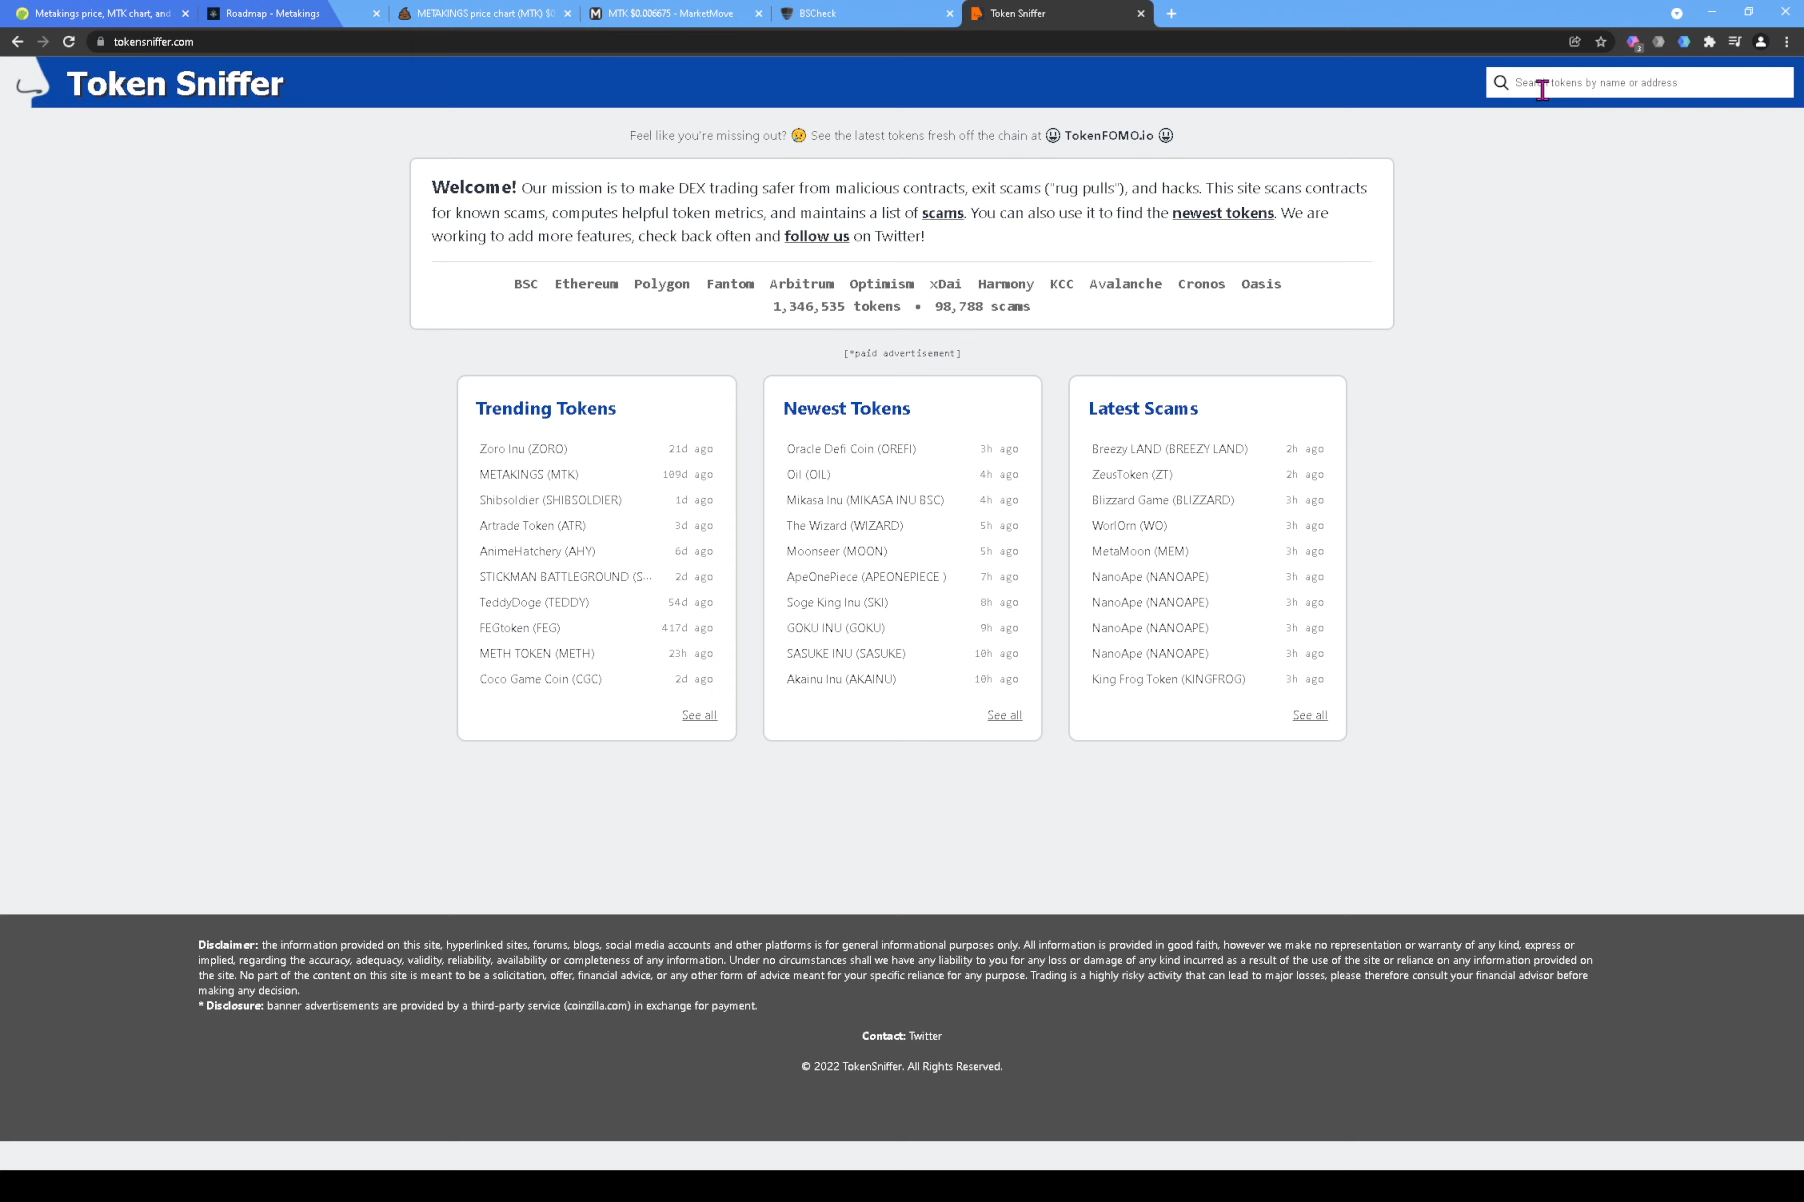 Metakings price, MTK chart, and
Roadmap - Metakings
METAKINGS price chart (MTK) $0
MTK $0.006675 - MarketMove
BSCheck
Token Sniffer
tokensniffer.com
3
Token Sniffer
Search tokens by name or address
Feel like you're missing out? 😥 See the latest tokens fresh off the chain at 🤑 TokenFOMO.io 🤑
Welcome! Our mission is to make DEX trading safer from malicious contracts, exit scams ("rug pulls"), and hacks. This site scans contracts
for known scams, computes helpful token metrics, and maintains a list of scams. You can also use it to find the newest tokens. We are
working to add more features, check back often and follow us on Twitter!
BSC Ethereum Polygon Fantom Arbitrum Optimism xDai Harmony KCC Avalanche Cronos Oasis
1,346,535 tokens • 98,788 scams
[*paid advertisement]
Trending Tokens
Zoro Inu (ZORO) 21d ago
METAKINGS (MTK) 109d ago
Shibsoldier (SHIBSOLDIER) 1d ago
Artrade Token (ATR) 3d ago
AnimeHatchery (AHY) 6d ago
STICKMAN BATTLEGROUND (S... 2d ago
TeddyDoge (TEDDY) 54d ago
FEGtoken (FEG) 417d ago
METH TOKEN (METH) 23h ago
Coco Game Coin (CGC) 2d ago
See all
Newest Tokens
Oracle Defi Coin (OREFI) 3h ago
Oil (OIL) 4h ago
Mikasa Inu (MIKASA INU BSC) 4h ago
The Wizard (WIZARD) 5h ago
Moonseer (MOON) 5h ago
ApeOnePiece (APEONEPIECE ) 7h ago
Soge King Inu (SKI) 8h ago
GOKU INU (GOKU) 9h ago
SASUKE INU (SASUKE) 10h ago
Akainu Inu (AKAINU) 10h ago
See all
Latest Scams
Breezy LAND (BREEZY LAND) 2h ago
ZeusToken (ZT) 2h ago
Blizzard Game (BLIZZARD) 3h ago
WorlOrn (WO) 3h ago
MetaMoon (MEM) 3h ago
NanoApe (NANOAPE) 3h ago
NanoApe (NANOAPE) 3h ago
NanoApe (NANOAPE) 3h ago
NanoApe (NANOAPE) 3h ago
King Frog Token (KINGFROG) 3h ago
See all
Disclaimer: the information provided on this site, hyperlinked sites, forums, blogs, social media accounts and other platforms is for general informational purposes only. All information is provided in good faith, however we make no representation or warranty of any kind, express or
implied, regarding the accuracy, adequacy, validity, reliability, availability or completeness of any information. Under no circumstances shall we have any liability to you for any loss or damage of any kind incurred as a result of the use of the site or reliance on any information provided on
the site. No part of the content on this site is meant to be a solicitation, offer, financial advice, or any other form of advice meant for your specific reliance for any purpose. Trading is a highly risky activity that can lead to major losses, please therefore consult your financial advisor before
making any decision.
* Disclosure: banner advertisements are provided by a third-party service (coinzilla.com) in exchange for payment.
Contact: Twitter
© 2022 TokenSniffer. All Rights Reserved.